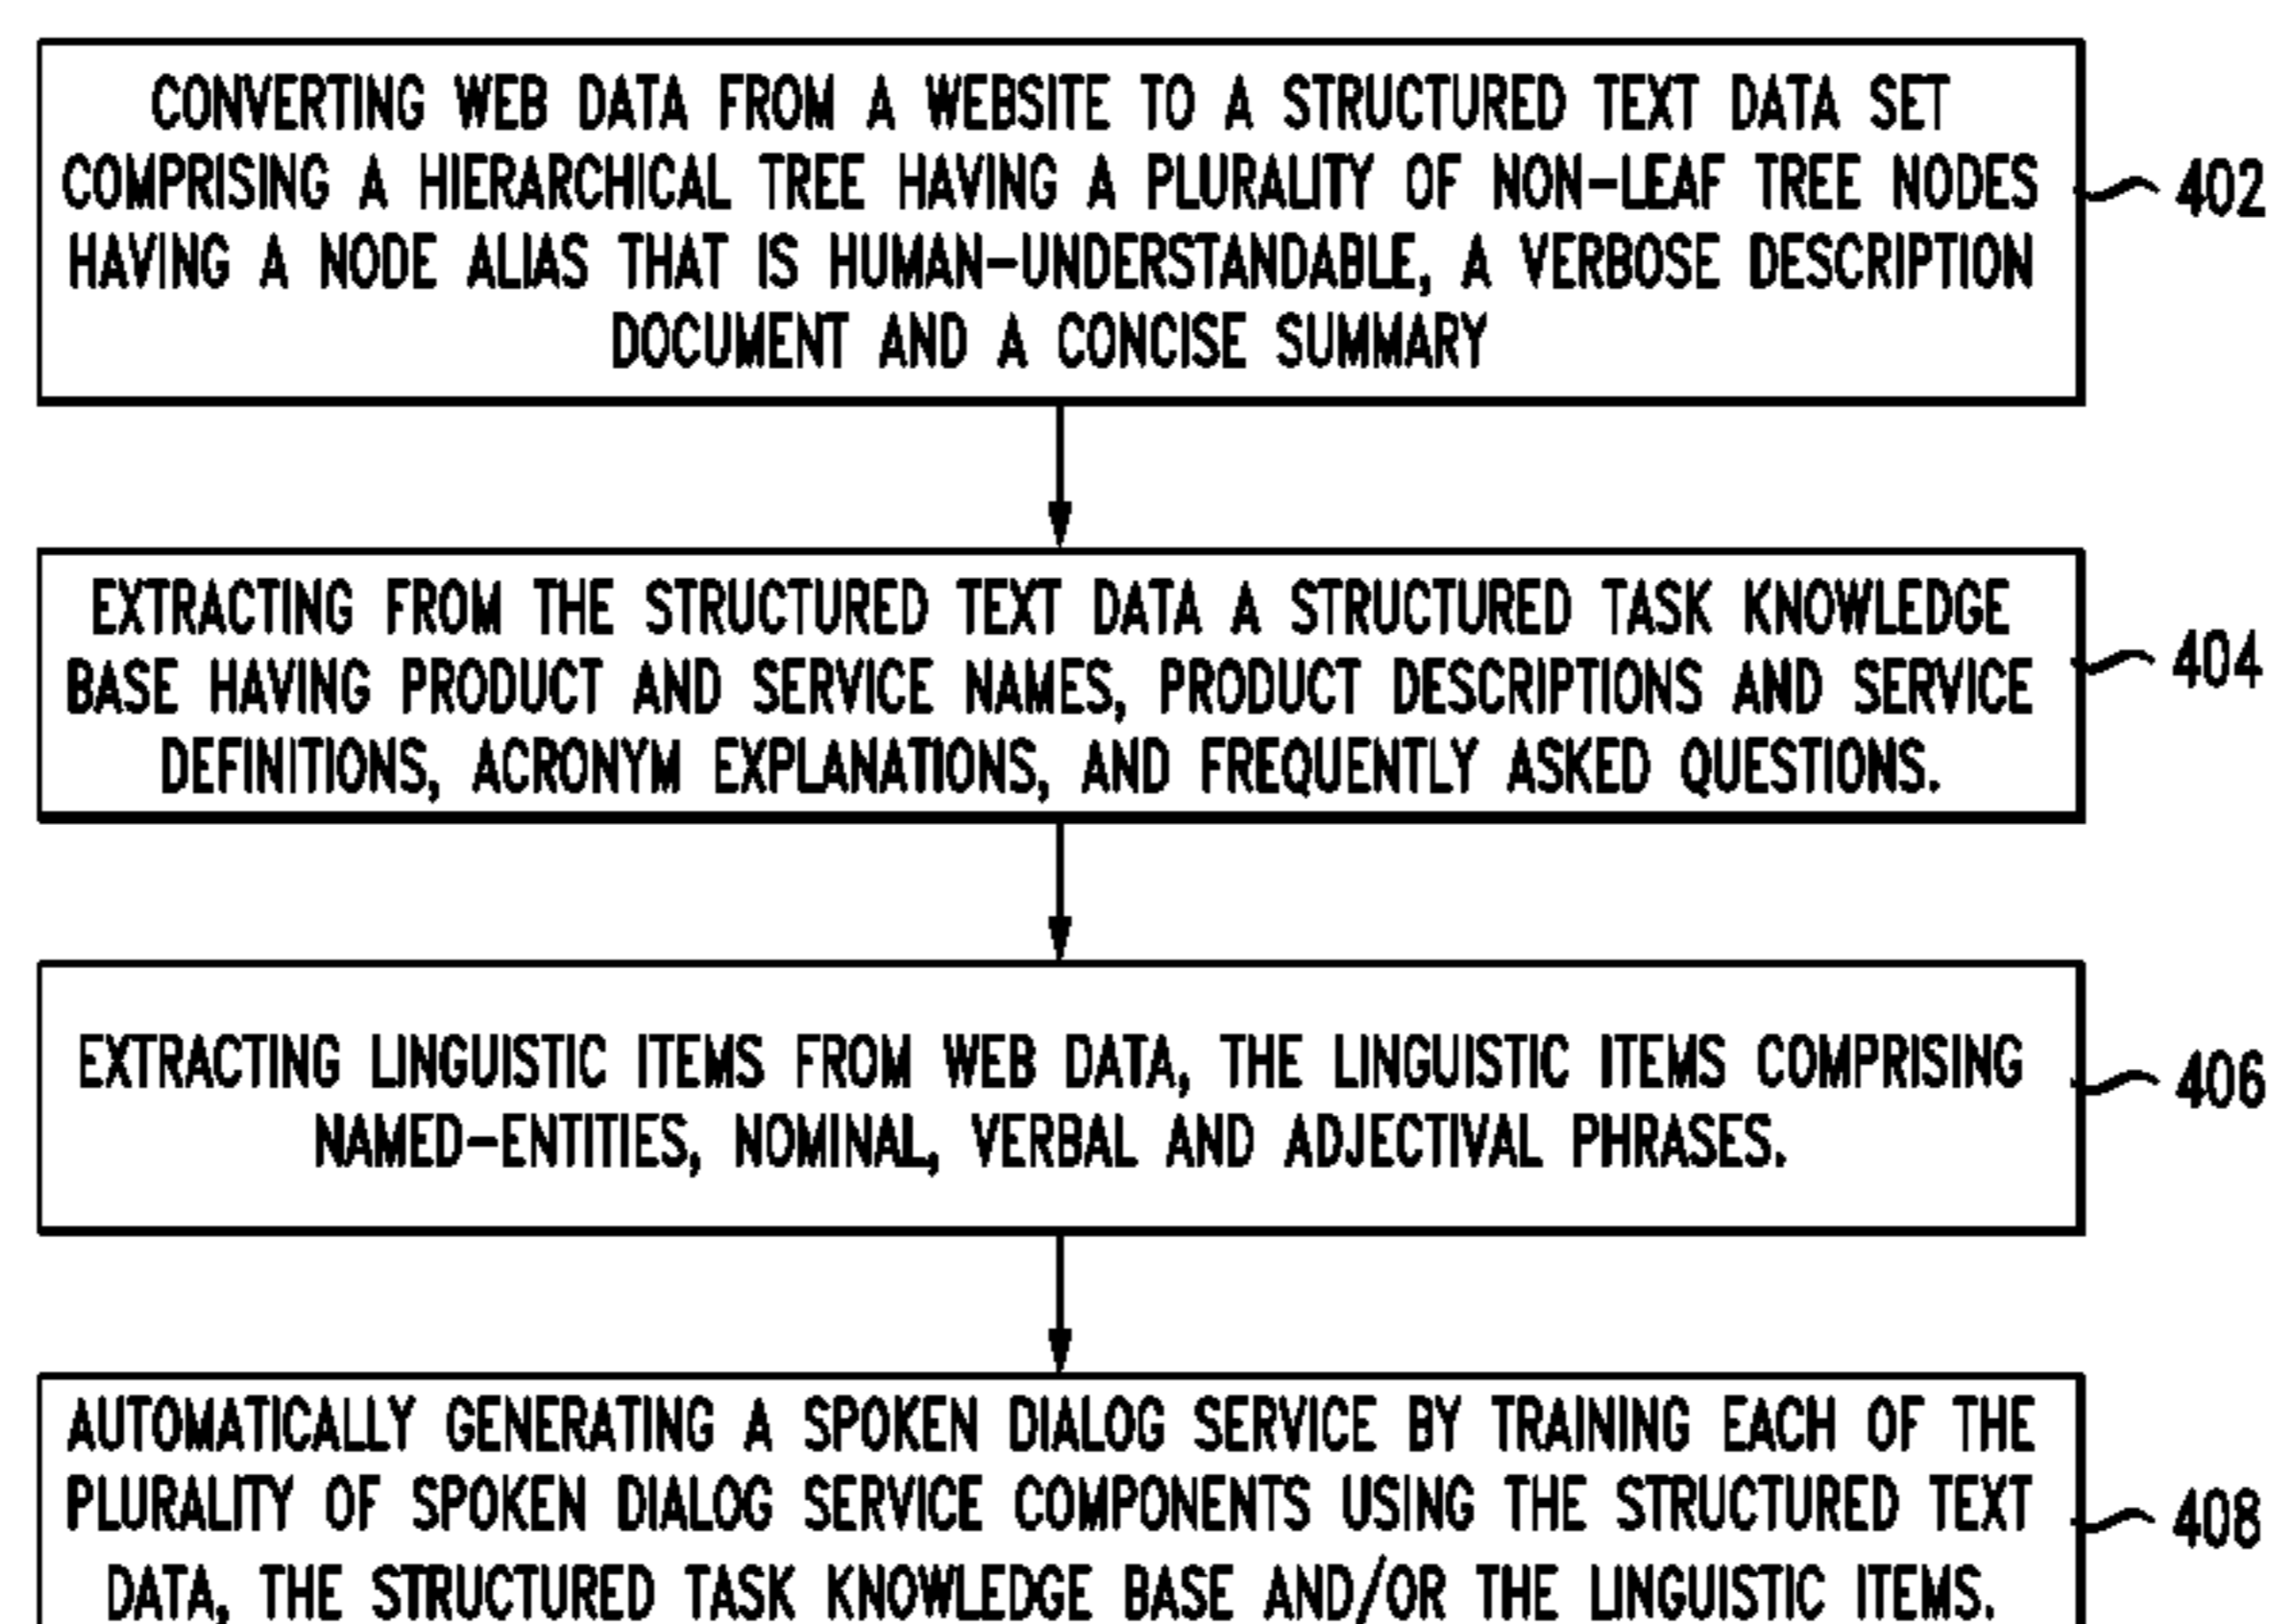 CONVERTING WEB DATA FROM A WEBSITE TO A STRUCTURED TEXT DATA SET
COMPRISING A HIERARCHICAL TREE HAVING A PLURALITY OF NON-LEAF TREE NODES
HAVING A NODE ALIAS THAT IS HUMAN-UNDERSTANDABLE, A VERBOSE DESCRIPTION
DOCUMENT AND A CONCISE SUMMARY
402
EXTRACTING FROM THE STRUCTURED TEXT DATA A STRUCTURED TASK KNOWLEDGE
BASE HAVING PRODUCT AND SERVICE NAMES, PRODUCT DESCRIPTIONS AND SERVICE
DEFINITIONS, ACRONYM EXPLANATIONS, AND FREQUENTLY ASKED QUESTIONS.
404
EXTRACTING LINGUISTIC ITEMS FROM WEB DATA, THE LINGUISTIC ITEMS COMPRISING
NAMED-ENTITIES, NOMINAL, VERBAL AND ADJECTIVAL PHRASES.
406
AUTOMATICALLY GENERATING A SPOKEN DIALOG SERVICE BY TRAINING EACH OF THE
PLURALITY OF SPOKEN DIALOG SERVICE COMPONENTS USING THE STRUCTURED TEXT
DATA, THE STRUCTURED TASK KNOWLEDGE BASE AND/OR THE LINGUISTIC ITEMS.
408